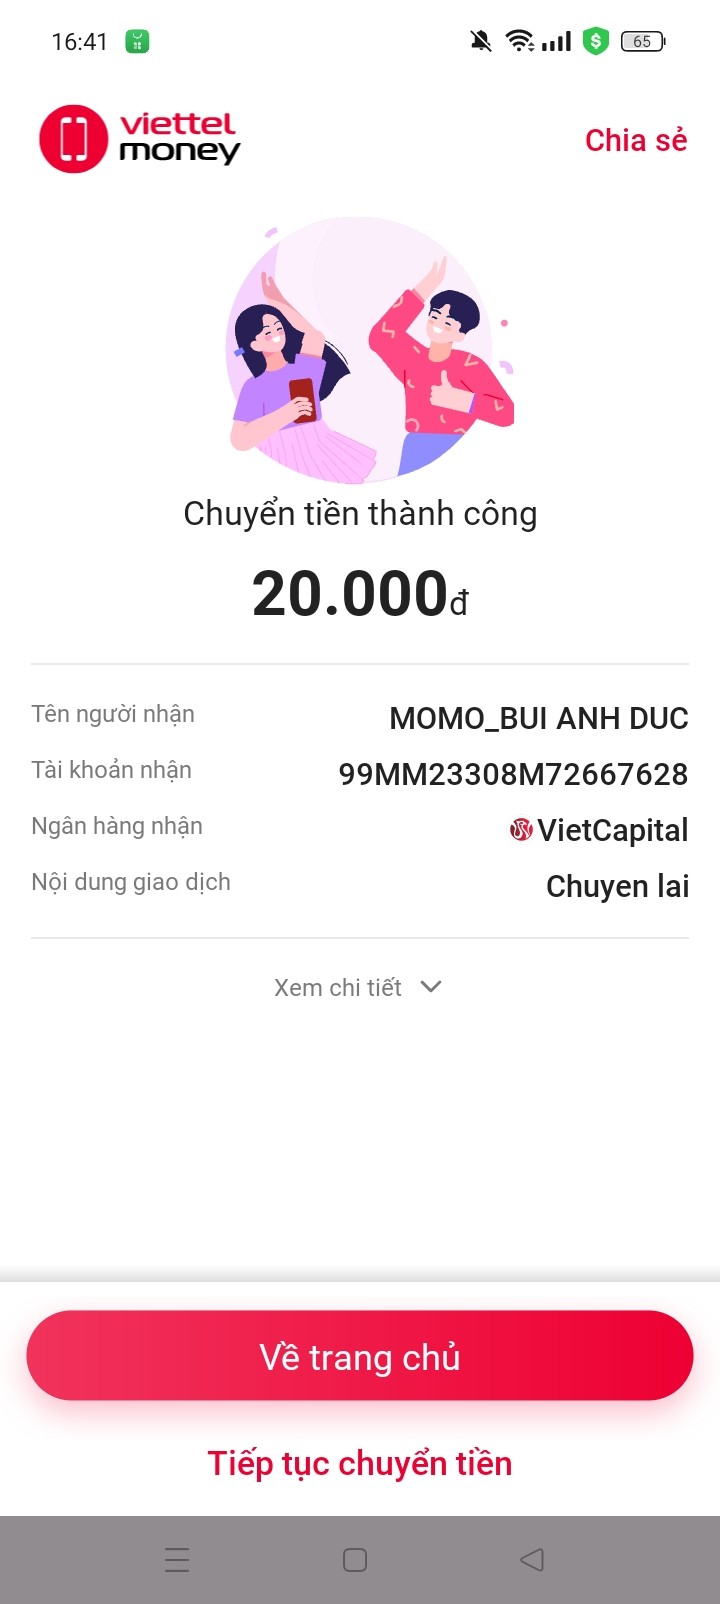 16:41
65
viettel
money
Chia sẻ
Chuyển tiền thành công
20.000đ
Tên người nhận MOMO_BUI ANH DUC
Tài khoản nhận 99MM23308M72667628
Ngân hàng nhận VietCapital
Nội dung giao dịch Chuyen lai
Xem chi tiết
Về trang chủ
Tiếp tục chuyển tiền